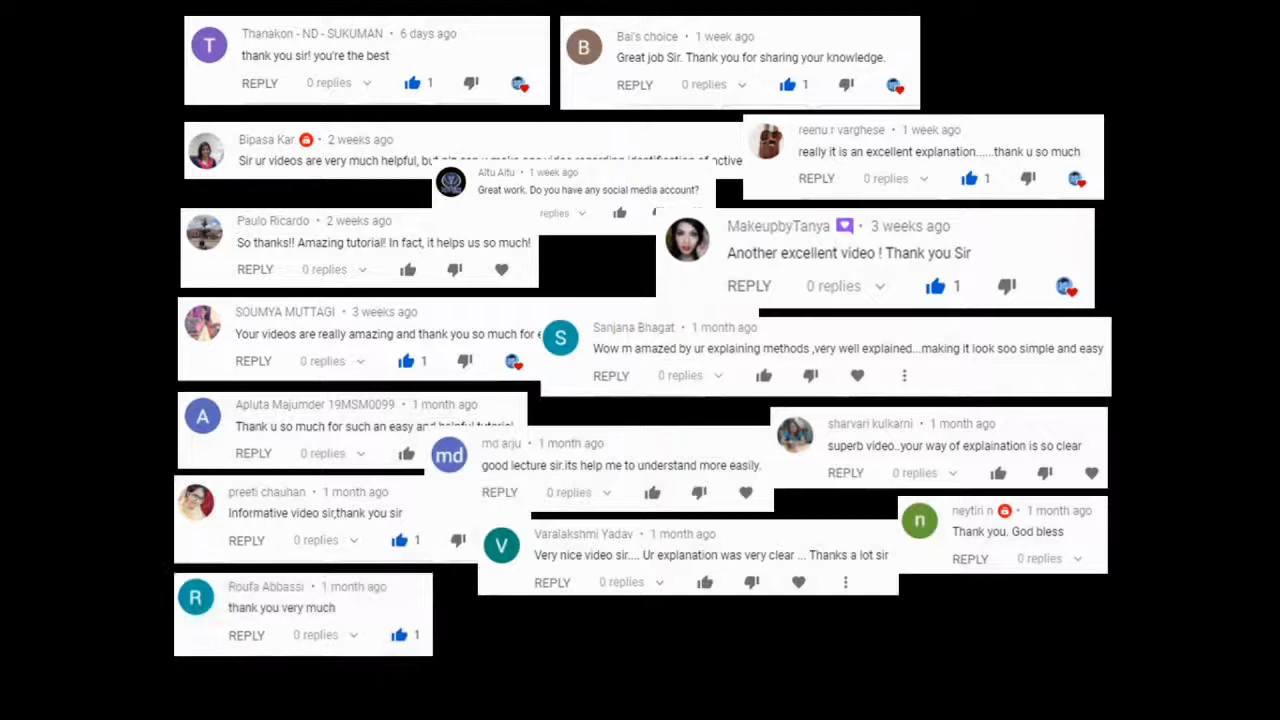 T
Thanakon - ND - SUKUMAN • 6 days ago
thank you sir! you're the best
REPLY 0 replies 1
B
Bai's choice • 1 week ago
Great job Sir. Thank you for sharing your knowledge.
REPLY 0 replies 1
Bipasa Kar • 2 weeks ago
Sir ur videos are very much helpful, but
reenu r varghese • 1 week ago
really it is an excellent explanation......thank u so much
REPLY 0 replies 1
Altu Altu • 1 week ago
Great work. Do you have any social media account?
replies
Paulo Ricardo • 2 weeks ago
So thanks!! Amazing tutorial! In fact, it helps us so much!
REPLY 0 replies
MakeupbyTanya • 3 weeks ago
Another excellent video ! Thank you Sir
REPLY 0 replies 1
SOUMYA MUTTAGI • 3 weeks ago
Your videos are really amazing and thank you so much for
REPLY 0 replies 1
S
Sanjana Bhagat • 1 month ago
Wow m amazed by ur explaining methods ,very well explained...making it look soo simple and easy
REPLY 0 replies
A
Apluta Majumder 19MSM0099 • 1 month ago
Thank u so much for such an easy and helpful tutorial
REPLY 0 replies
md
md arju • 1 month ago
good lecture sir.its help me to understand more easily.
REPLY 0 replies
sharvari kulkarni • 1 month ago
superb video..your way of explaination is so clear
REPLY 0 replies
preeti chauhan • 1 month ago
Informative video sir,thank you sir
REPLY 0 replies 1
V
Varalakshmi Yadav • 1 month ago
Very nice video sir.... Ur explanation was very clear ... Thanks a lot sir
REPLY 0 replies
n
neytiri n • 1 month ago
Thank you. God bless
REPLY 0 replies
R
Roufa Abbassi • 1 month ago
thank you very much
REPLY 0 replies 1